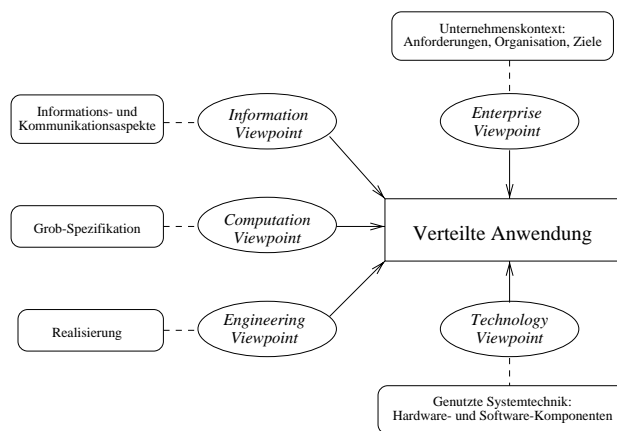 Unternehmenskontext:
Anforderungen, Organisation, Ziele
Informations- und
Kommunikationsaspekte
Information
Viewpoint
Enterprise
Viewpoint
Grob-Spezifikation
Computation
Viewpoint
Verteilte Anwendung
Realisierung
Engineering
Viewpoint
Technology
Viewpoint
Genutzte Systemtechnik:
Hardware- und Software-Komponenten